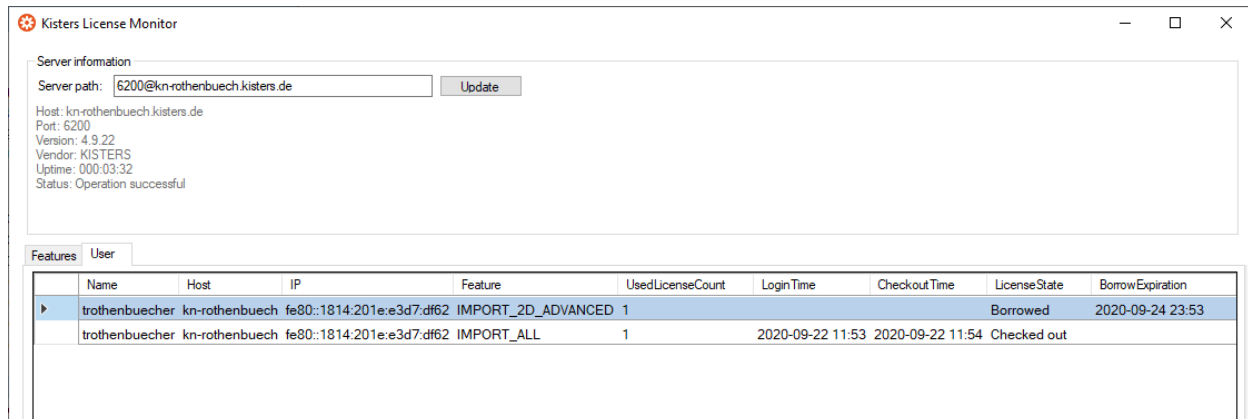 Kisters License Monitor
Server information
Server path: 6200@kn-rothenbuech.kisters.de Update
Host: kn-rothenbuech.kisters.de
Port: 6200
Version: 4.9.22
Vendor: KISTERS
Uptime: 000:03:32
Status: Operation successful
Features User
Name Host IP Feature UsedLicenseCount LoginTime CheckoutTime LicenseState BorrowExpiration
trothenbuecher kn-rothenbuech fe80::1814:201e:e3d7:df62 IMPORT_2D_ADVANCED 1 Borrowed 2020-09-24 23:53
trothenbuecher kn-rothenbuech fe80::1814:201e:e3d7:df62 IMPORT_ALL 1 2020-09-22 11:53 2020-09-22 11:54 Checked out